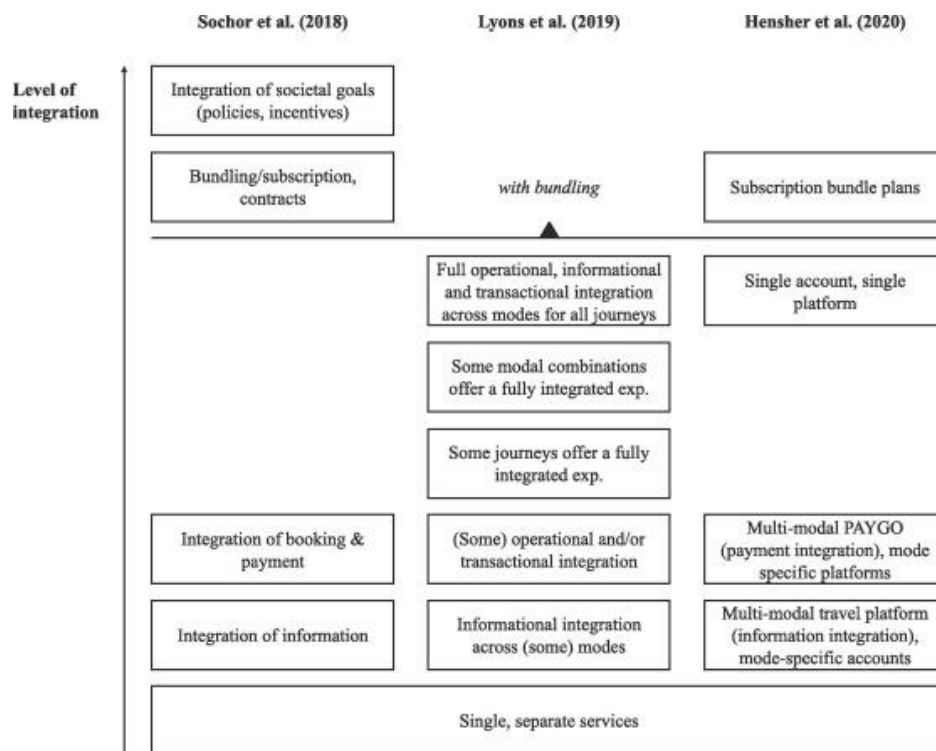 Sochor et al. (2018)
Lyons et al. (2019)
Hensher et al. (2020)
Level of
integration
Integration of societal goals
(policies, incentives)
Bundling/subscription,
contracts
with bundling
Subscription bundle plans
Full operational, informational
and transactional integration
across modes for all journeys
Single account, single
platform
Some modal combinations
offer a fully integrated exp.
Some journeys offer a fully
integrated exp.
Integration of booking &
payment
(Some) operational and/or
transactional integration
Multi-modal PAYGO
(payment integration), mode
specific platforms
Integration of information
Informational integration
across (some) modes
Multi-modal travel platform
(information integration),
mode-specific accounts
Single, separate services